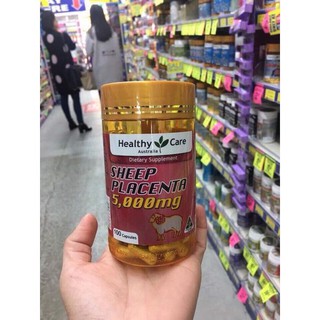 Healthy Care
Australia
Dietary Supplement
SHEEP
PLACENTA
5,000mg
100 Capsules